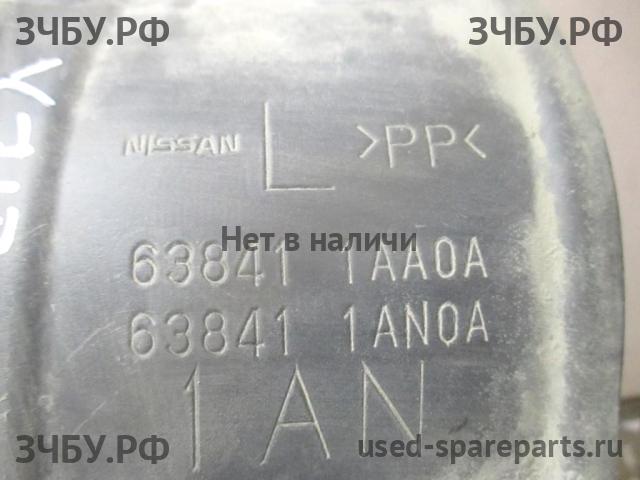 ЗЧБУ.РФ ЗЧБУ.РФ
NISSAN L >PP<
Нет в наличи
63841 1AA0A
63841 1AN0A
1AN
ЗЧБУ.РФ used-spareparts.ru